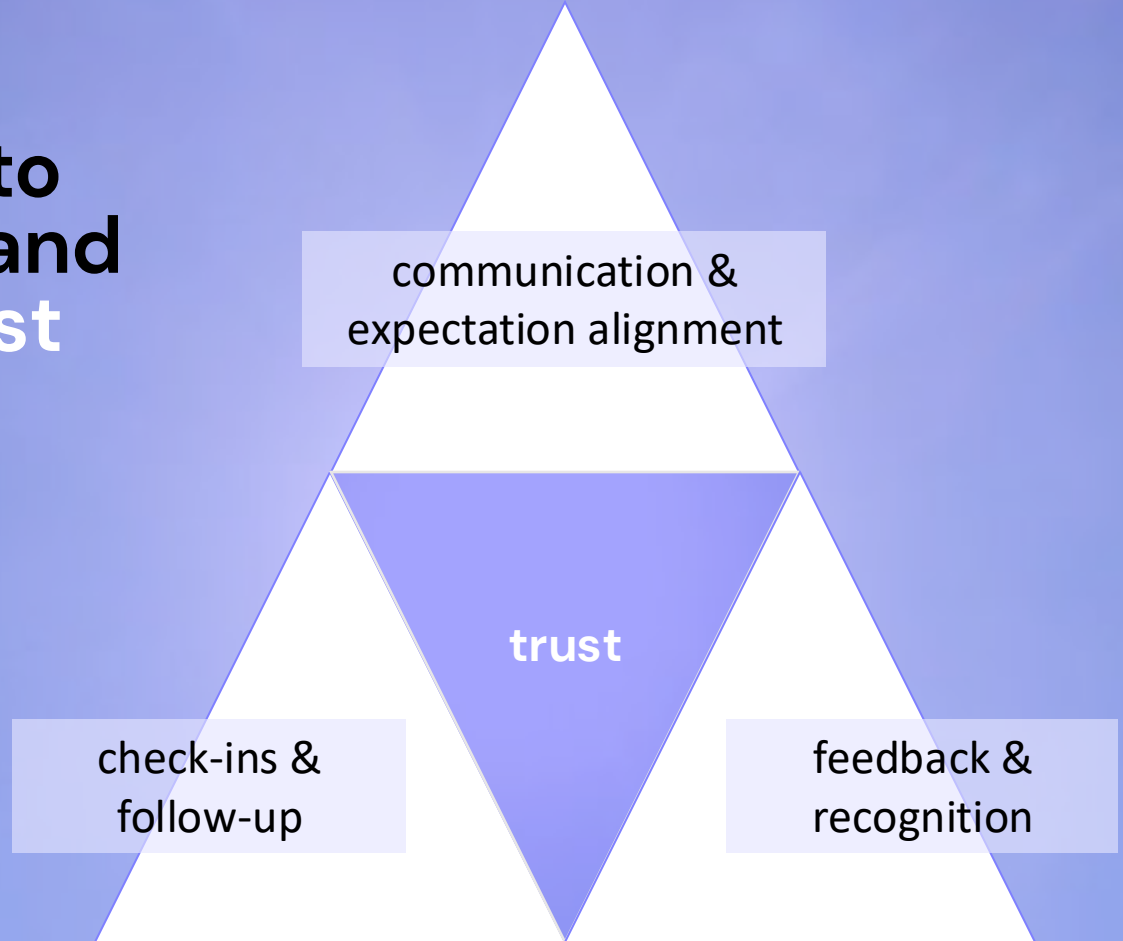 to
and
st
communication &
expectation alignment
trust
check-ins &
follow-up
feedback &
recognition